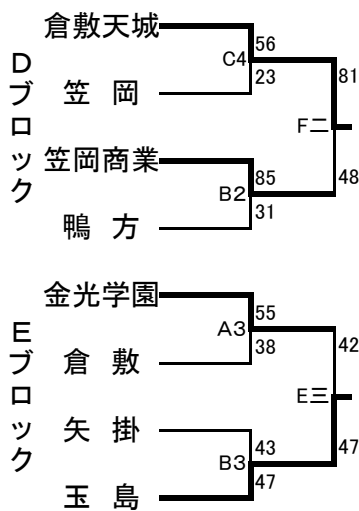 Dブロック
倉敷天城
笠岡
笠岡商業
鴨方
C4
56
23
B2
85
31
F二
81
48
Eブロック
金光学園
倉敷
矢掛
玉島
A3
55
38
B3
43
47
E三
42
47